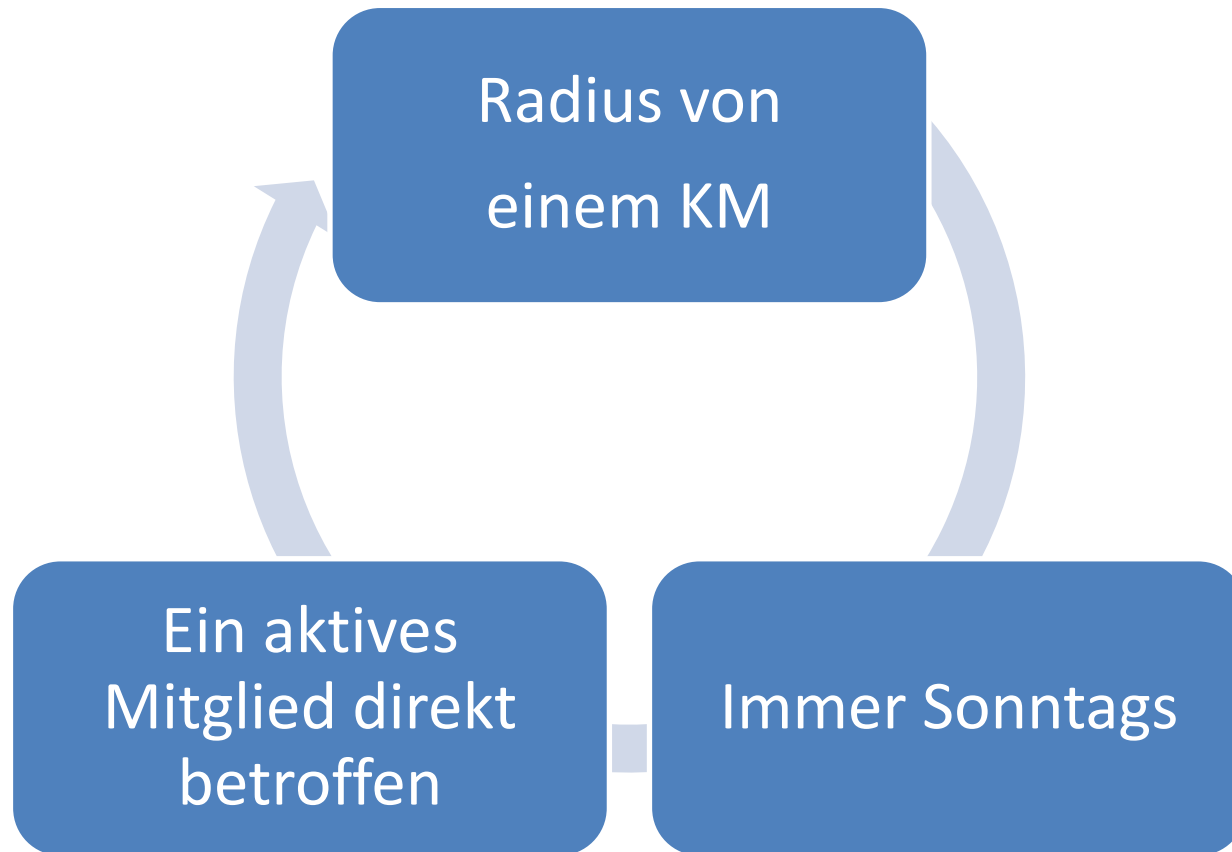 Radius von
einem KM
Ein aktives
Mitglied direkt
betroffen
Immer Sonntags